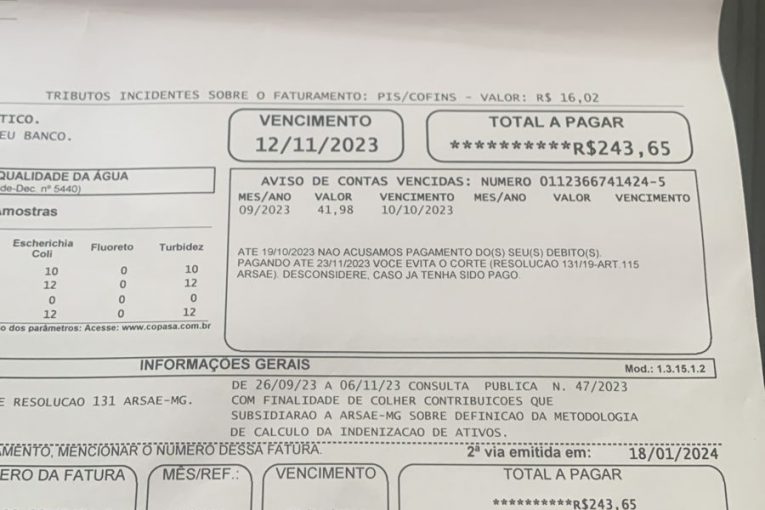 TRIBUTOS INCIDENTES SOBRE O FATURAMENTO: PIS/COFINS - VALOR: R$ 16,02
TICO.
EU BANCO.
VENCIMENTO
12/11/2023
TOTAL A PAGAR
**********R$243,65
QUALIDADE DA ÁGUA
de-Dec. nº 5440)
Amostras
Escherichia Coli Fluoreto Turbidez
10 0 10
12 0 12
0 0 0
12 0 12
o dos parâmetros: Acesse: www.copasa.com.br
AVISO DE CONTAS VENCIDAS: NUMERO 0112366741424-5
MES/ANO VALOR VENCIMENTO MES/ANO VALOR VENCIMENTO
09/2023 41,98 10/10/2023
ATE 19/10/2023 NAO ACUSAMOS PAGAMENTO DO(S) SEU(S) DEBITO(S).
PAGANDO ATE 23/11/2023 VOCE EVITA O CORTE (RESOLUCAO 131/19-ART.115
ARSAE). DESCONSIDERE, CASO JA TENHA SIDO PAGO.
INFORMAÇÕES GERAIS
Mod.: 1.3.15.1.2
E RESOLUCAO 131 ARSAE-MG.
DE 26/09/23 A 06/11/23 CONSULTA PUBLICA N. 47/2023
COM FINALIDADE DE COLHER CONTRIBUICOES QUE
SUBSIDIARAO A ARSAE-MG SOBRE DEFINICAO DA METODOLOGIA
DE CALCULO DA INDENIZACAO DE ATIVOS.
AMENTO, MENCIONAR O NÚMERO DESSA FATURA.
2ª via emitida em: 18/01/2024
ERO DA FATURA
MÊS/REF.:
VENCIMENTO
TOTAL A PAGAR
**********R$243,65